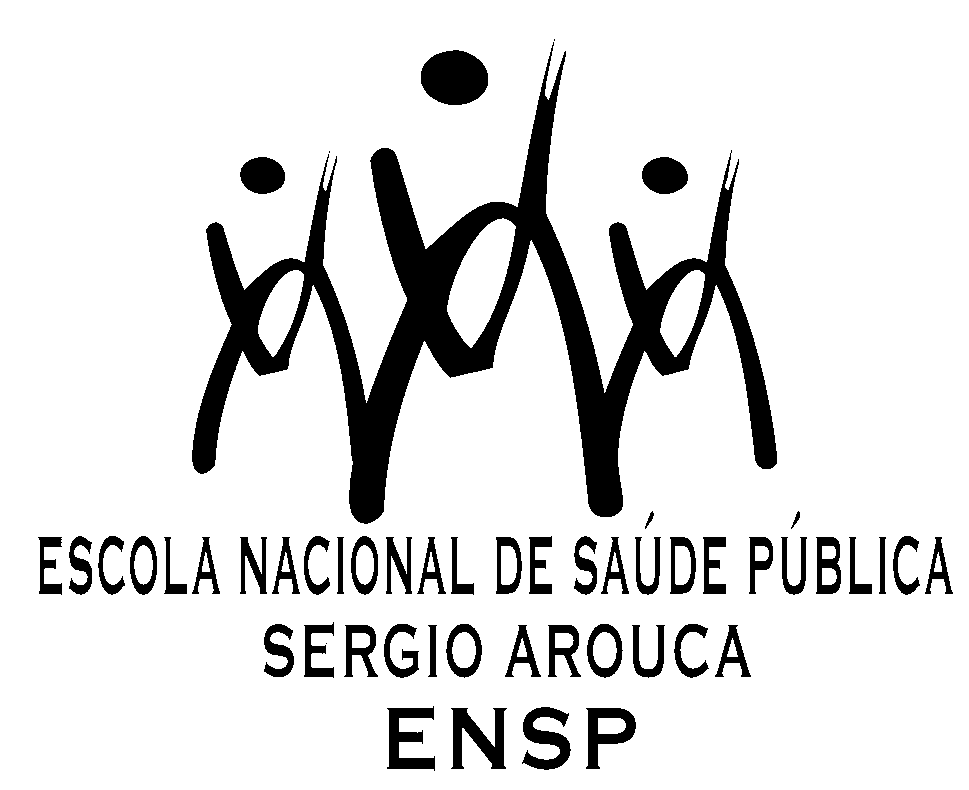 ESCOLA NACIONAL DE SAÚDE PÚBLICA
SERGIO AROUCA
ENSP